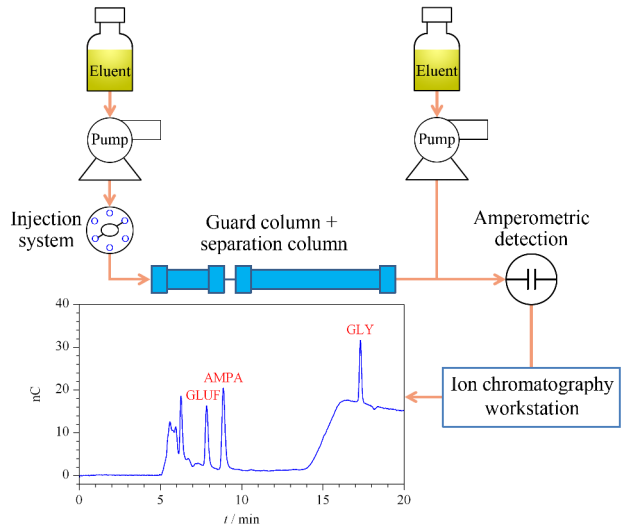 Eluent
Eluent
Pump
Pump
Injection
system
Guard column +
separation column
Amperometric
detection
40
30
20
10
0
nC
GLUF
AMPA
GLY
0
5
10
15
20
t / min
Ion chromatography
workstation